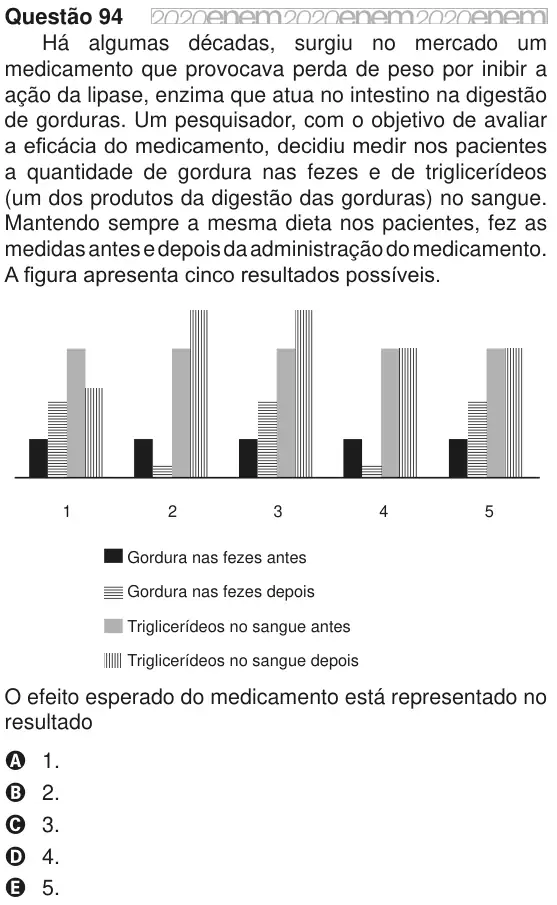 Questão 94 2020enem2020enem2020enem
Há algumas décadas, surgiu no mercado um
medicamento que provocava perda de peso por inibir a
ação da lipase, enzima que atua no intestino na digestão
de gorduras. Um pesquisador, com o objetivo de avaliar
a eficácia do medicamento, decidiu medir nos pacientes
a quantidade de gordura nas fezes e de triglicerídeos
(um dos produtos da digestão das gorduras) no sangue.
Mantendo sempre a mesma dieta nos pacientes, fez as
medidas antes e depois da administração do medicamento.
A figura apresenta cinco resultados possíveis.
1 2 3 4 5
Gordura nas fezes antes
Gordura nas fezes depois
Triglicerídeos no sangue antes
Triglicerídeos no sangue depois
O efeito esperado do medicamento está representado no
resultado
A 1.
B 2.
C 3.
D 4.
E 5.